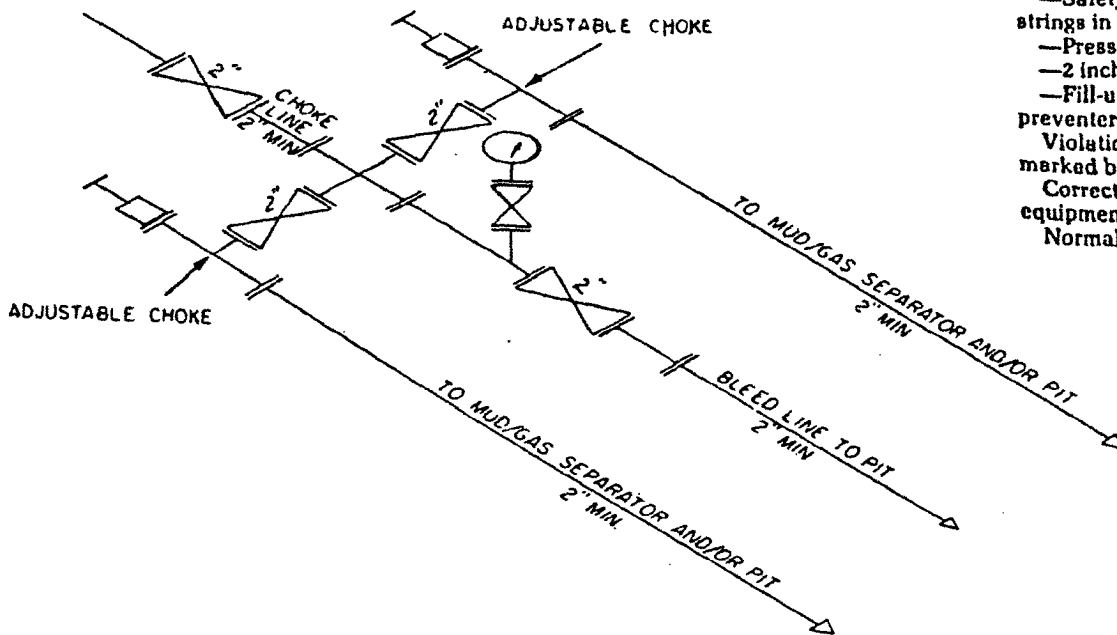 ADJUSTABLE CHOKE
2"
CHOKE
LINE
2" MIN
2"
2"
2"
ADJUSTABLE CHOKE
TO MUD/GAS SEPARATOR AND/OR PIT
2" MIN
BLEED LINE TO PIT
2" MIN
TO MUD/GAS SEPARATOR AND/OR PIT
2" MIN.
strings in
—Press
—2 inch
—Fill-u
preventer
Violatio
marked b
Correct
equipmen
Normal